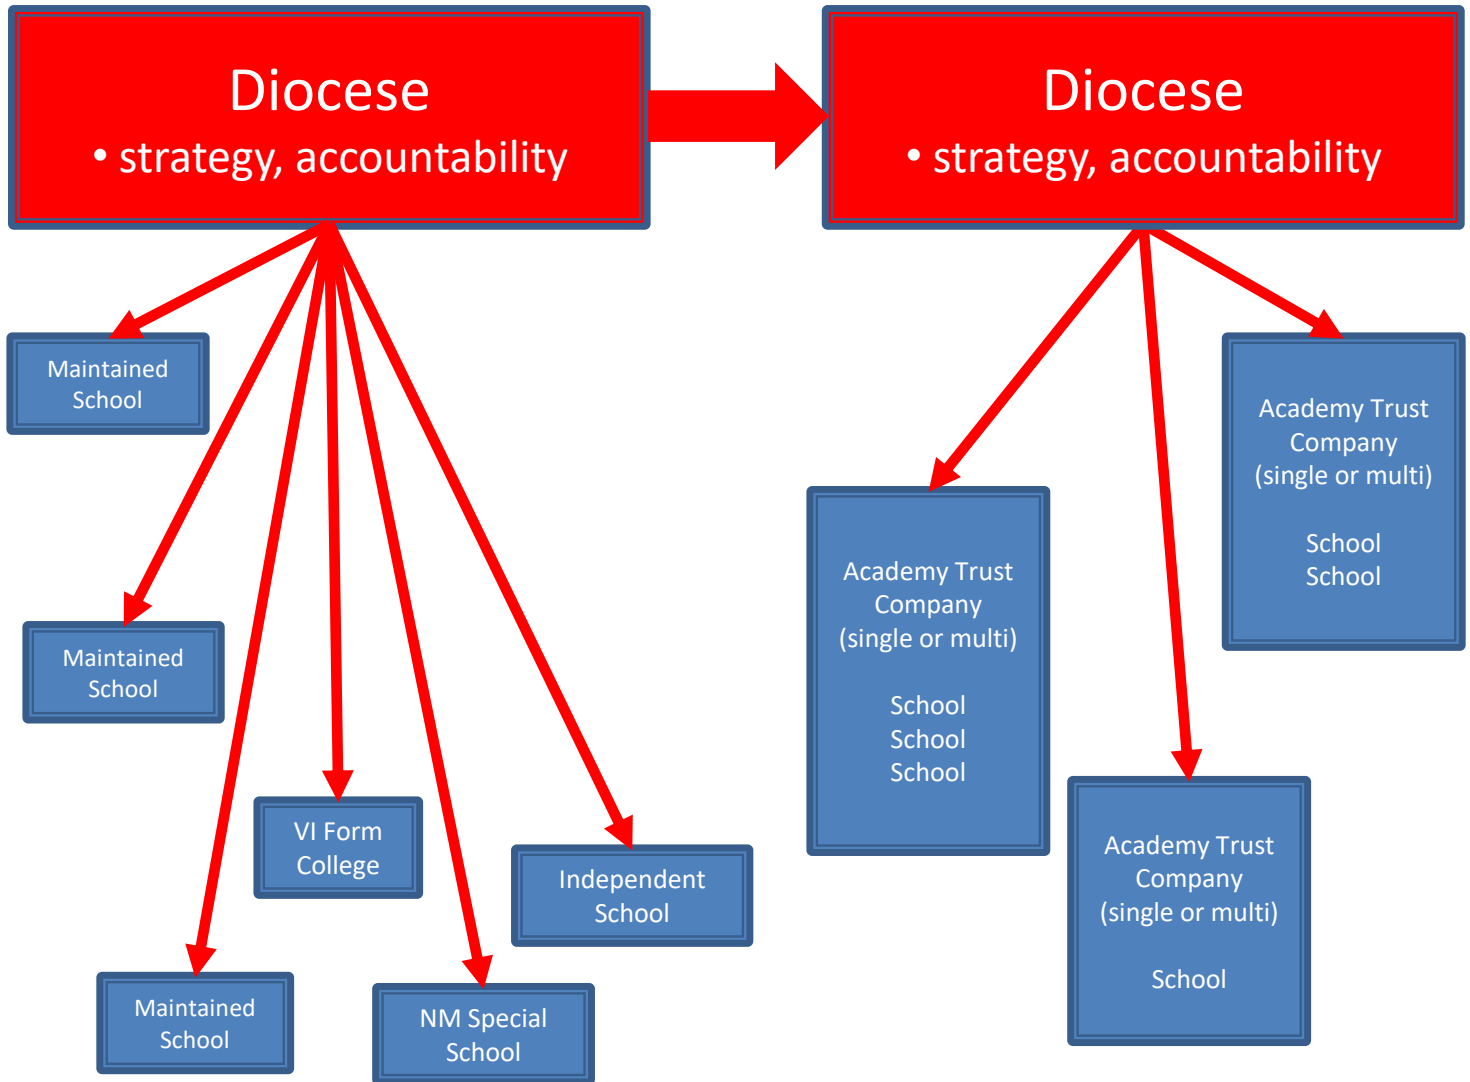 Diocese
• strategy, accountability
Diocese
• strategy, accountability
Maintained
School
Maintained
School
VI Form
College
Independent
School
Maintained
School
NM Special
School
Academy Trust
Company
(single or multi)
School
School
School
Academy Trust
Company
(single or multi)
School
Academy Trust
Company
(single or multi)
School
School